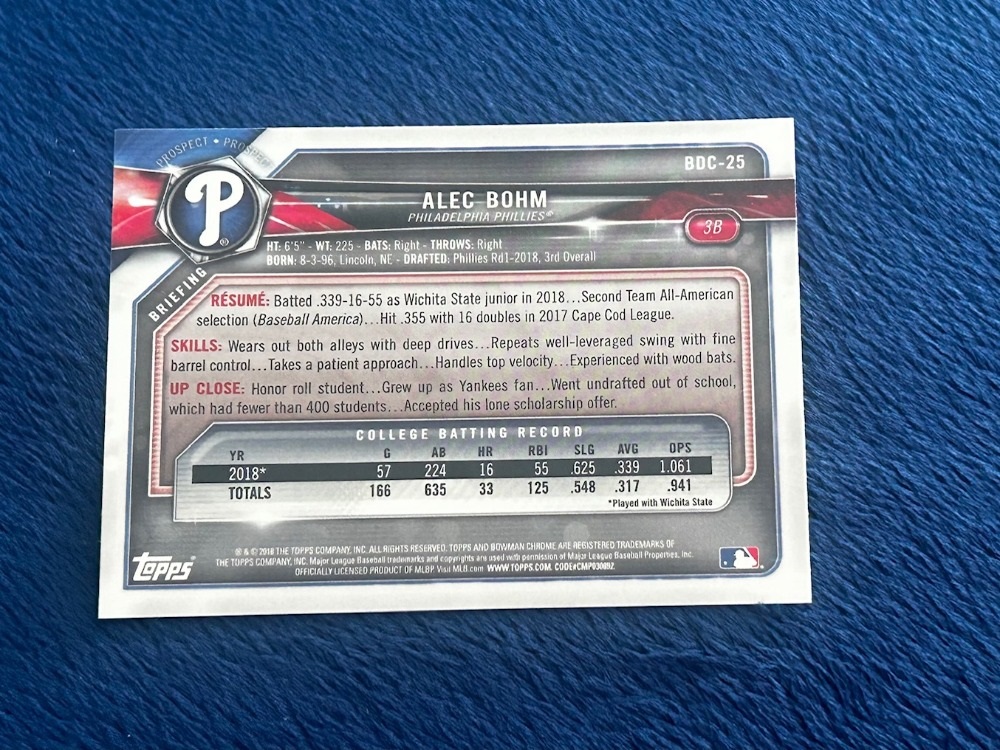 PROSPECT • PROSPECT
BDC-25
P
®
ALEC BOHM
PHILADELPHIA PHILLIES®
3B
HT: 6'5" - WT: 225 - BATS: Right - THROWS: Right
BORN: 8-3-96, Lincoln, NE - DRAFTED: Phillies Rd1-2018, 3rd Overall
BRIEFING
RÉSUMÉ: Batted .339-16-55 as Wichita State junior in 2018...Second Team All-American
selection (Baseball America)...Hit .355 with 16 doubles in 2017 Cape Cod League.
SKILLS: Wears out both alleys with deep drives...Repeats well-leveraged swing with fine
barrel control...Takes a patient approach...Handles top velocity...Experienced with wood bats.
UP CLOSE: Honor roll student...Grew up as Yankees fan...Went undrafted out of school,
which had fewer than 400 students...Accepted his lone scholarship offer.
COLLEGE BATTING RECORD
YR G AB HR RBI SLG AVG OPS
2018* 57 224 16 55 .625 .339 1.061
TOTALS 166 635 33 125 .548 .317 .941
*Played with Wichita State
® & © 2018 THE TOPPS COMPANY, INC. ALL RIGHTS RESERVED. TOPPS AND BOWMAN CHROME ARE REGISTERED TRADEMARKS OF
THE TOPPS COMPANY, INC. Major League Baseball trademarks and copyrights are used with permission of Major League Baseball Properties, Inc.
OFFICIALLY LICENSED PRODUCT OF MLBP Visit MLB.com WWW.TOPPS.COM. CODE#CMP030892
Topps